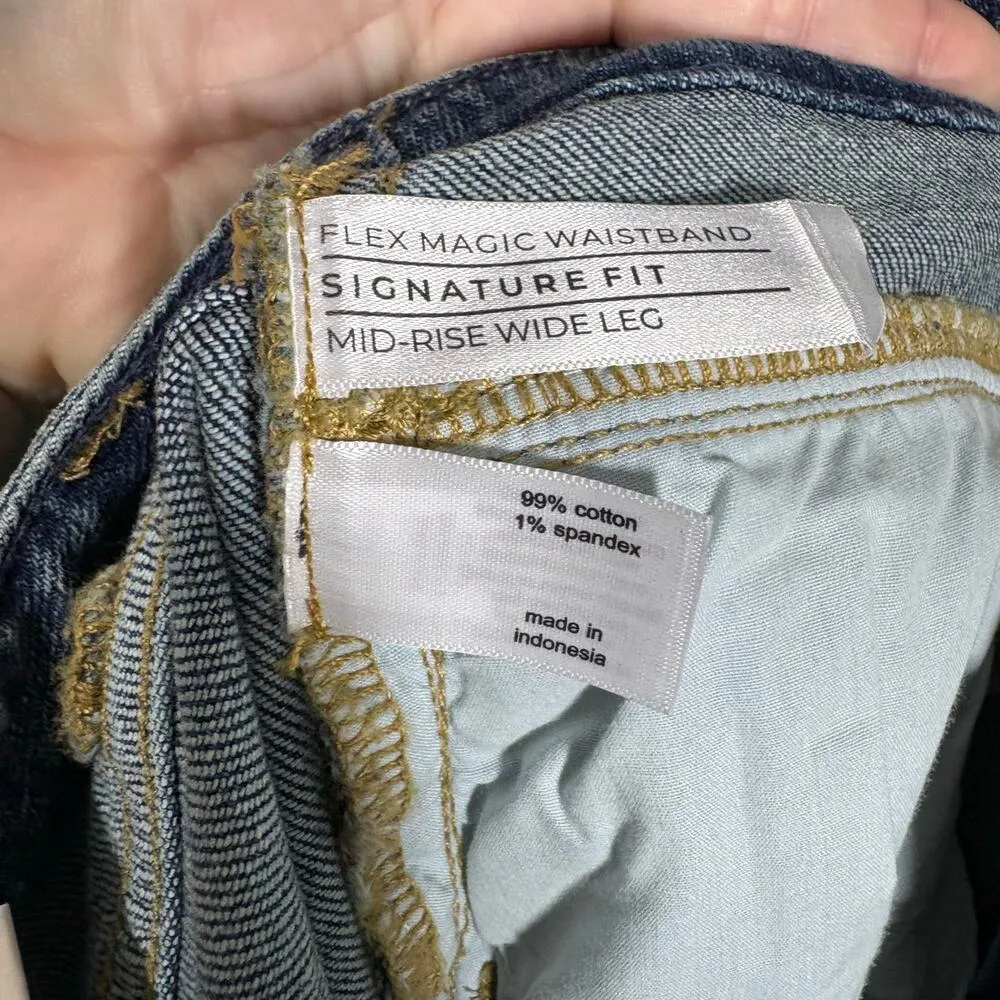 FLEX MAGIC WAISTBAND
SIGNATURE FIT
MID-RISE WIDE LEG
99% cotton
1% spandex
made in
indonesia